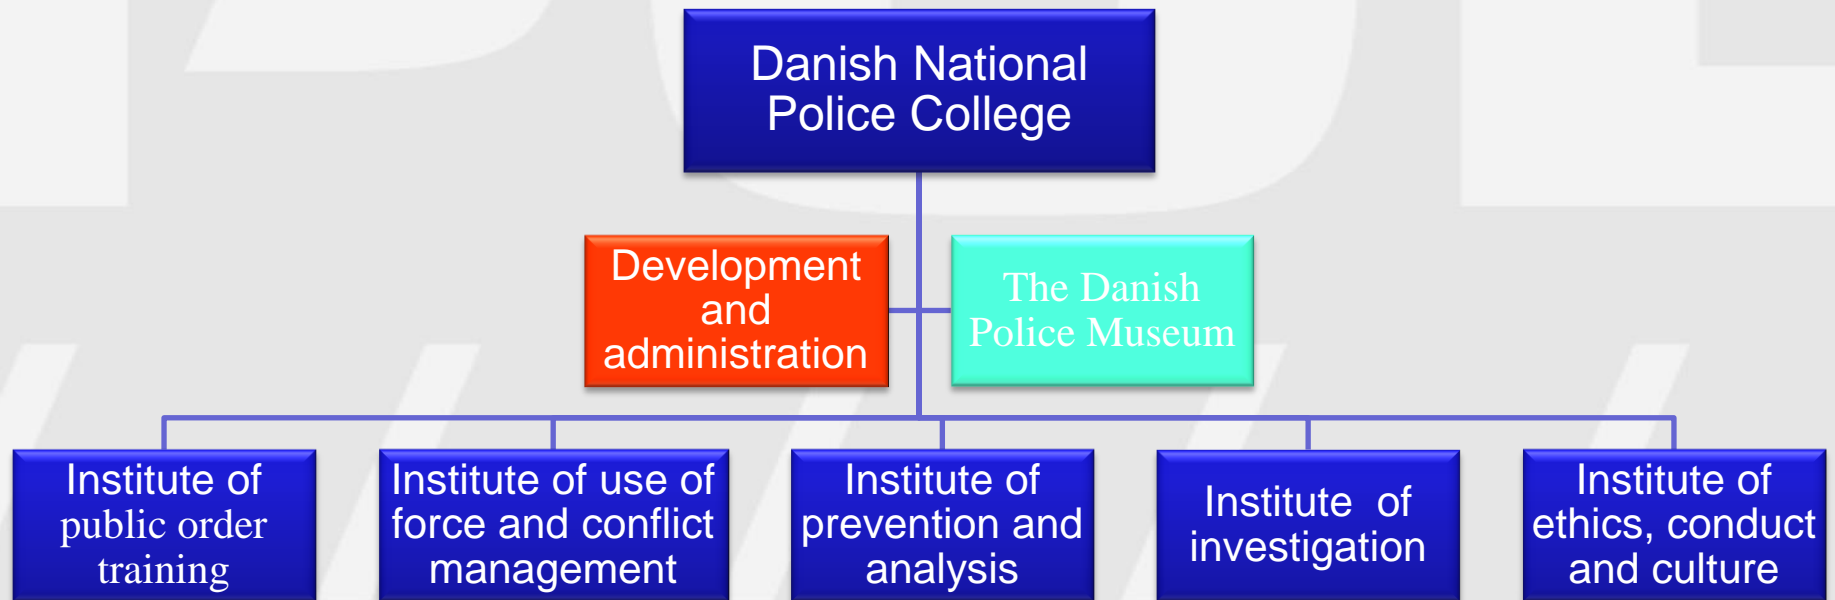 Danish National
Police College
Development
and
administration
The Danish
Police Museum
Institute of
public order
training
Institute of use of
force and conflict
management
Institute of
prevention and
analysis
Institute of
investigation
Institute of
ethics, conduct
and culture